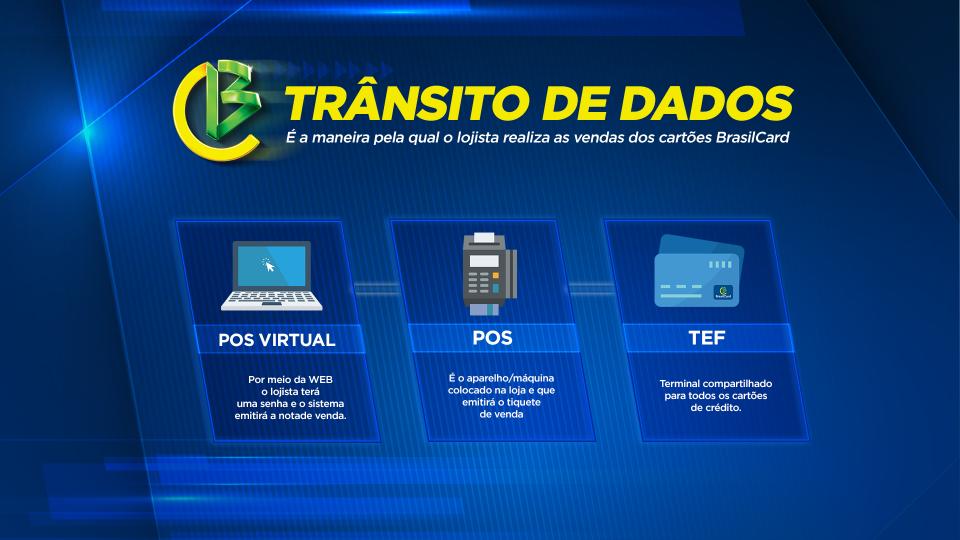 TRÂNSITO DE DADOS
É a maneira pela qual o lojista realiza as vendas dos cartões BrasilCard
POS VIRTUAL
Por meio da WEB
o lojista terá
uma senha e o sistema
emitirá a notade venda.
POS
É o aparelho/máquina
colocado na loja e que
emitirá o tiquete
de venda
BrasilCard
TEF
Terminal compartilhado
para todos os cartões
de crédito.